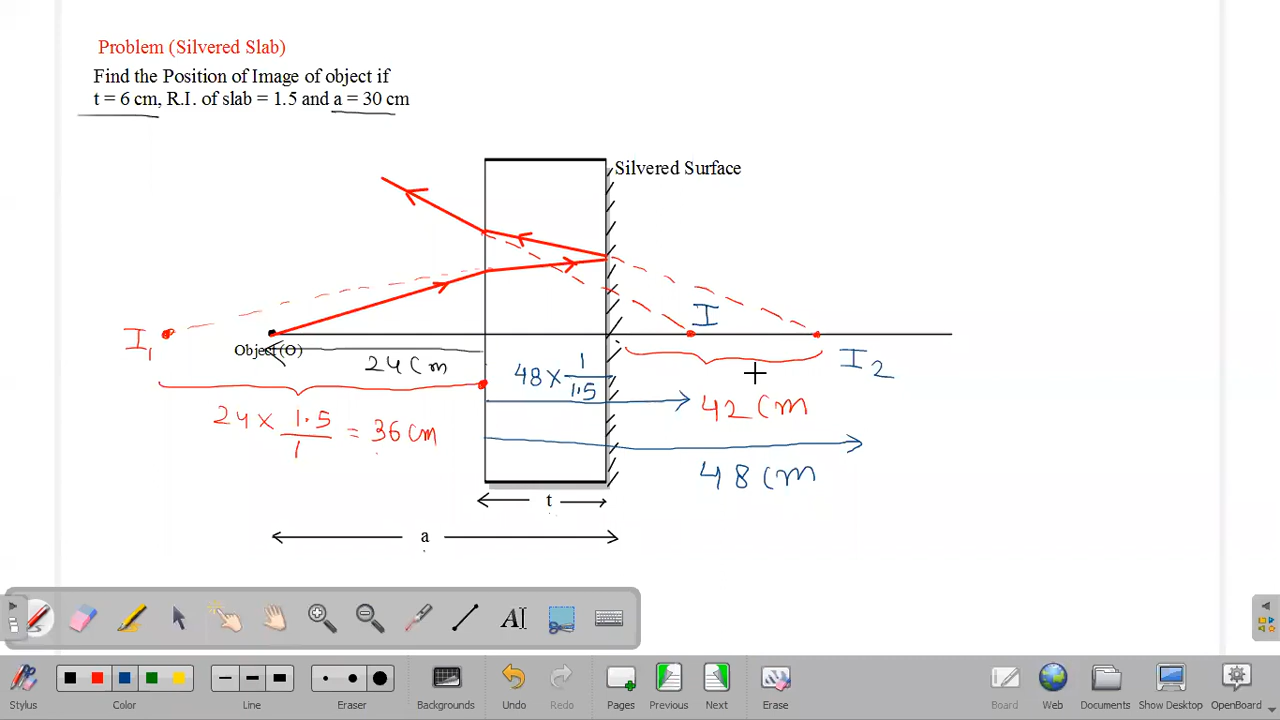 Problem (Silvered Slab)
Find the Position of Image of object if
t = 6 cm, R.I. of slab = 1.5 and a = 30 cm
Silvered Surface
I
I₁
Object (O)
24 cm
48 × 1/1.5
I₂
24 × 1.5/1 = 36 cm
42 cm
48 cm
t
a
Stylus
Color
Line
Eraser
Backgrounds
Undo
Redo
Pages
Previous
Next
Erase
Board
Web
Documents
Show Desktop
OpenBoard